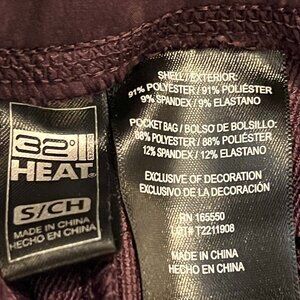 32°
HEAT®
S/CH
MADE IN CHINA
HECHO EN CHINA
SHELL / EXTERIOR:
91% POLYESTER / 91% POLIÉSTER
9% SPANDEX / 9% ELASTANO
POCKET BAG / BOLSO DE BOLSILLO:
88% POLYESTER / 88% POLIÉSTER
12% SPANDEX / 12% ELASTANO
EXCLUSIVE OF DECORATION
EXCLUSIVO DE LA DECORACIÓN
RN 165550
LOT# T2211908
MADE IN CHINA
HECHO EN CHINA